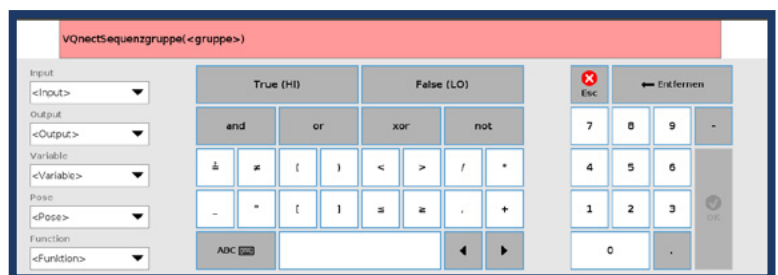 VQnectSequenzgruppe(<gruppe>)
Input
<Input>
Output
<Output>
Variable
<Variable>
Pose
<Pose>
Function
<Funktion>
True (HI) False (LO)
and or xor not
≟ ≠ ( ) < > / *
_ " [ ] ≤ ≥ , +
ABC
Esc ← Entfernen
7 8 9 -
4 5 6
1 2 3 OK
0 .